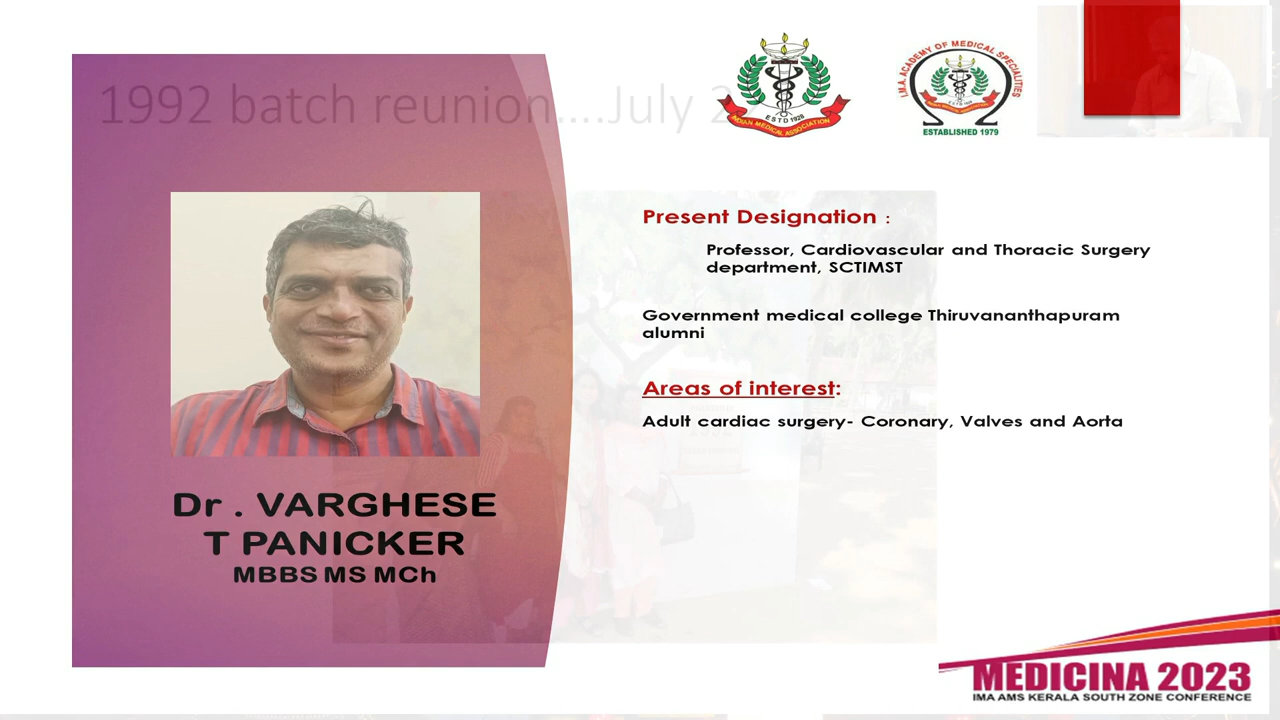 1992 batch reunion....July 2
INDIAN MEDICAL ASSOCIATION
ESTD 1928
I.M.A. ACADEMY OF MEDICAL SPECIALITIES
ESTABLISHED 1979
Present Designation :
Professor, Cardiovascular and Thoracic Surgery
department, SCTIMST
Government medical college Thiruvananthapuram
alumni
Areas of interest:
Adult cardiac surgery- Coronary, Valves and Aorta
Dr . VARGHESE
T PANICKER
MBBS MS MCh
MEDICINA 2023
IMA AMS KERALA SOUTH ZONE CONFERENCE